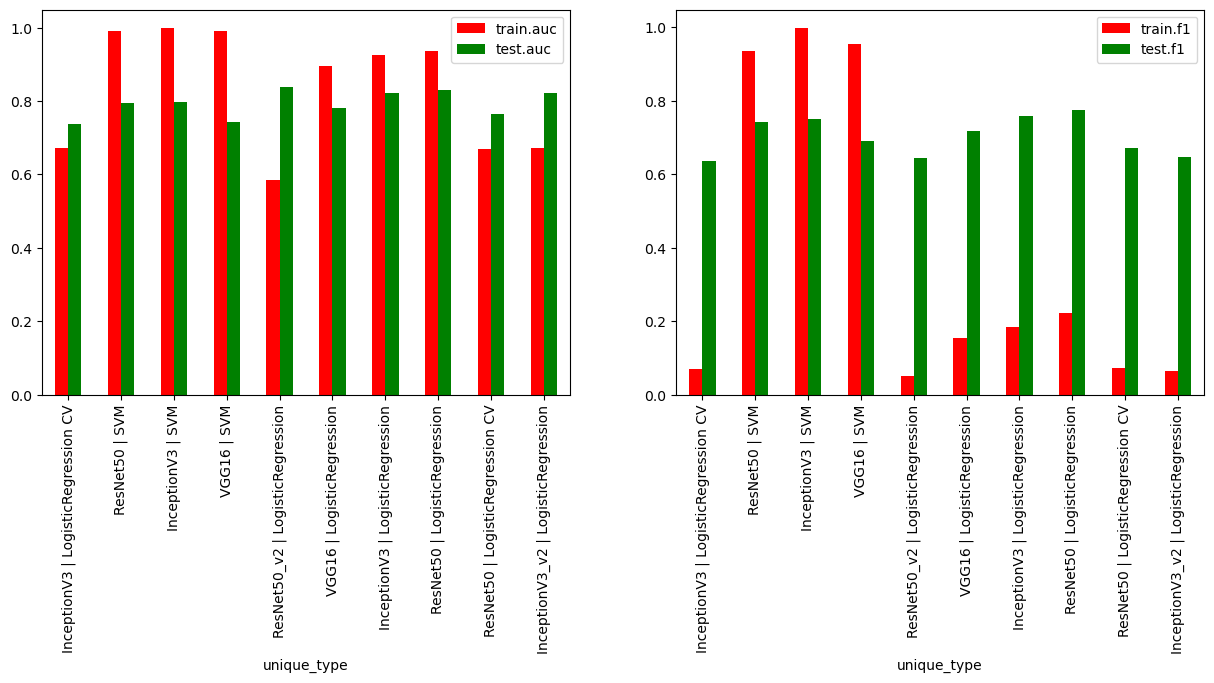 1.0
0.8
0.6
0.4
0.2
0.0
train.auc
test.auc
InceptionV3 | LogisticRegression CV
ResNet50 | SVM
InceptionV3 | SVM
VGG16 | SVM
ResNet50_v2 | LogisticRegression
VGG16 | LogisticRegression
InceptionV3 | LogisticRegression
ResNet50 | LogisticRegression
ResNet50 | LogisticRegression CV
InceptionV3_v2 | LogisticRegression
unique_type
1.0
0.8
0.6
0.4
0.2
0.0
train.f1
test.f1
InceptionV3 | LogisticRegression CV
ResNet50 | SVM
InceptionV3 | SVM
VGG16 | SVM
ResNet50_v2 | LogisticRegression
VGG16 | LogisticRegression
InceptionV3 | LogisticRegression
ResNet50 | LogisticRegression
ResNet50 | LogisticRegression CV
InceptionV3_v2 | LogisticRegression
unique_type